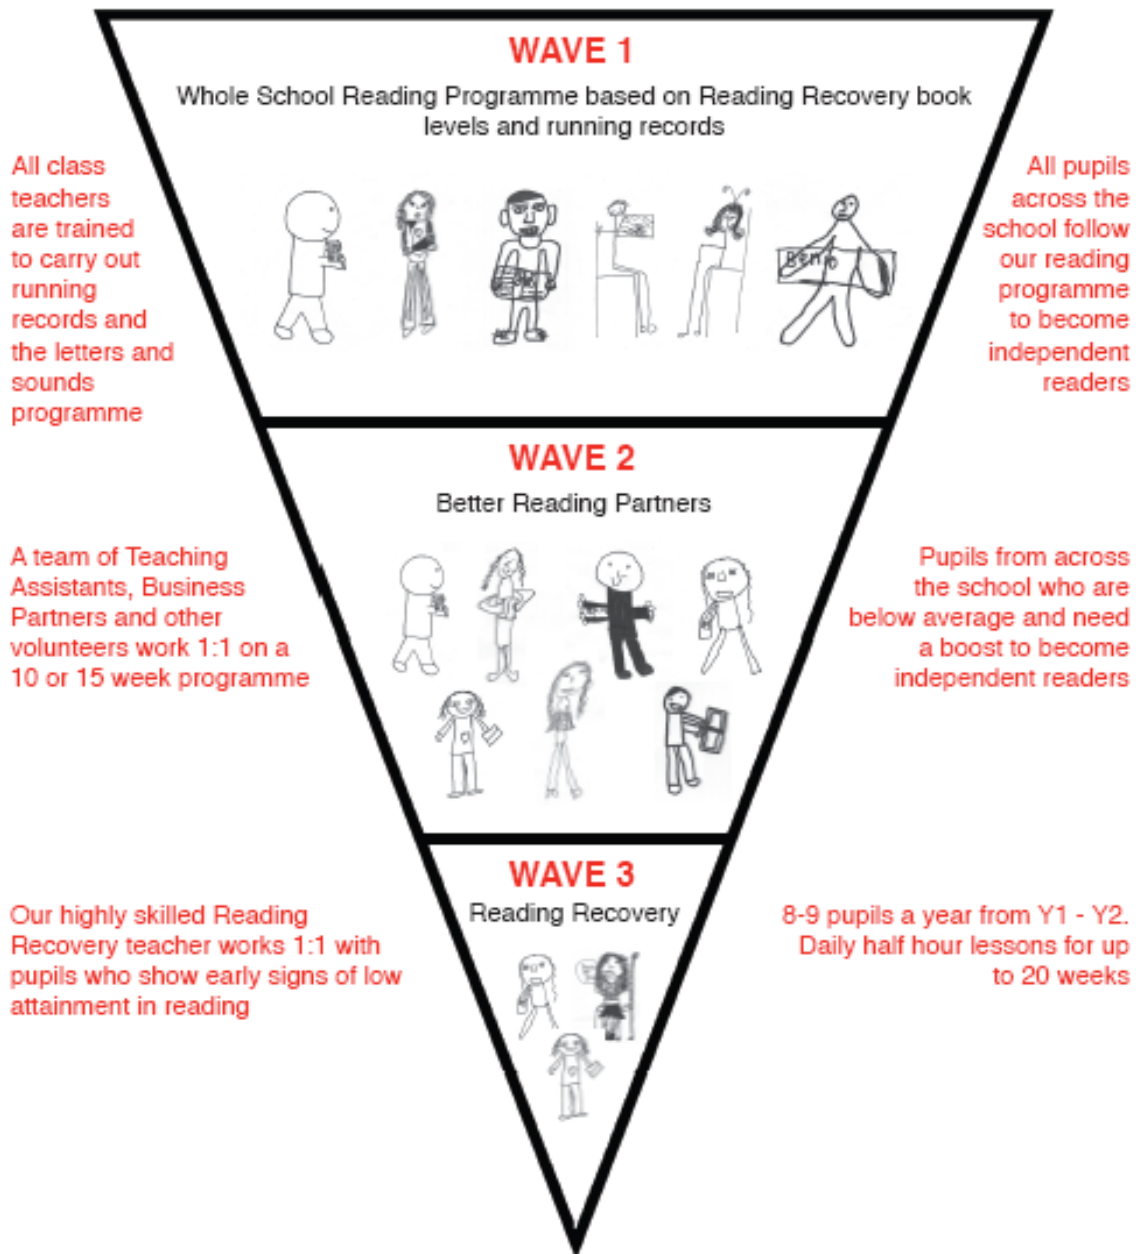 WAVE 1
Whole School Reading Programme based on Reading Recovery book
levels and running records
All class
teachers
are trained
to carry out
running
records and
the letters and
sounds
programme
All pupils
across the
school follow
our reading
programme
to become
independent
readers
WAVE 2
Better Reading Partners
A team of Teaching
Assistants, Business
Partners and other
volunteers work 1:1 on a
10 or 15 week programme
Pupils from across
the school who are
below average and need
a boost to become
independent readers
WAVE 3
Reading Recovery
Our highly skilled Reading
Recovery teacher works 1:1 with
pupils who show early signs of low
attainment in reading
8-9 pupils a year from Y1 - Y2.
Daily half hour lessons for up
to 20 weeks